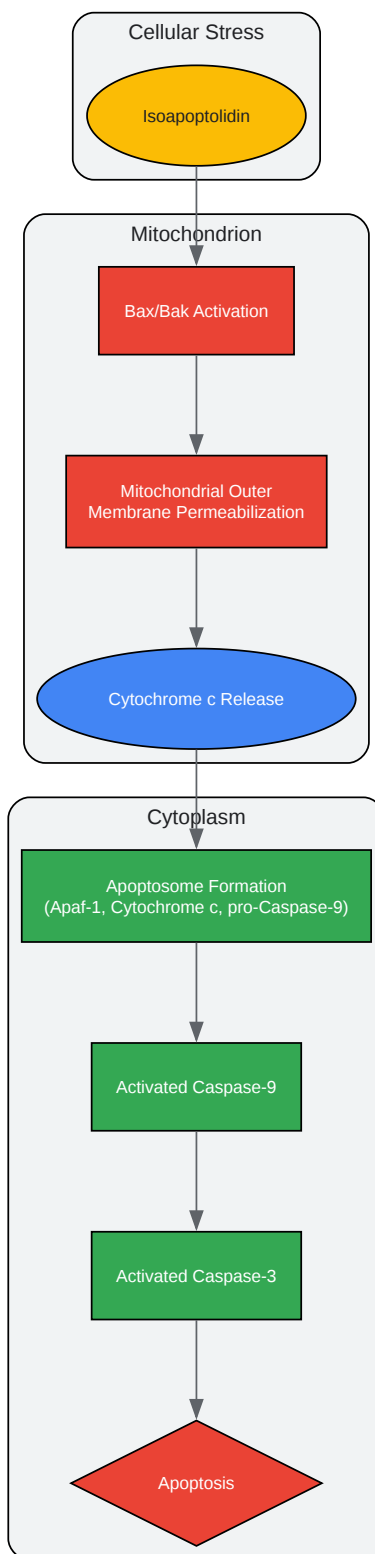 Cellular Stress
Isoapoptolidin
Mitochondrion
Bax/Bak Activation
Mitochondrial Outer
Membrane Permeabilization
Cytochrome c Release
Cytoplasm
Apoptosome Formation
(Apaf-1, Cytochrome c, pro-Caspase-9)
Activated Caspase-9
Activated Caspase-3
Apoptosis